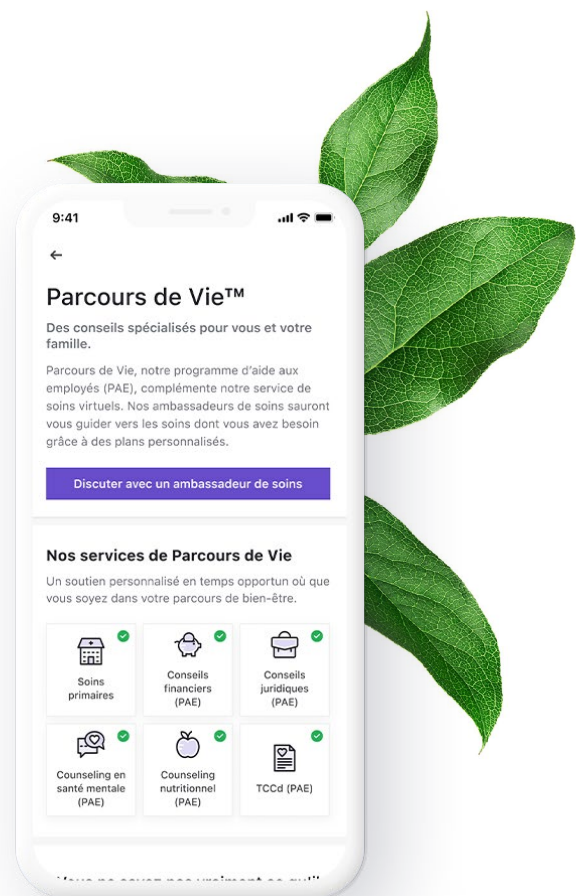 9:41
Parcours de Vie™
Des conseils spécialisés pour vous et votre
famille.
Parcours de Vie, notre programme d'aide aux
employés (PAE), complémente notre service de
soins virtuels. Nos ambassadeurs de soins sauront
vous guider vers les soins dont vous avez besoin
grâce à des plans personnalisés.
Discuter avec un ambassadeur de soins
Nos services de Parcours de Vie
Un soutien personnalisé en temps opportun où que
vous soyez dans votre parcours de bien-être.
Soins
primaires
Conseils
financiers
(PAE)
Conseils
juridiques
(PAE)
Counseling en
santé mentale
(PAE)
Counseling
nutritionnel
(PAE)
TCCd (PAE)